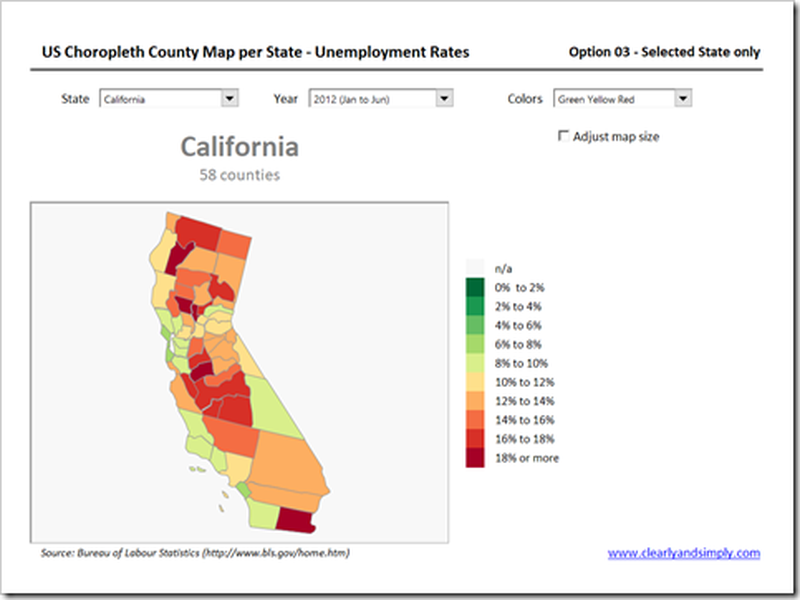 US Choropleth County Map per State - Unemployment Rates
Option 03 - Selected State only
State California Year 2012 (Jan to Jun) Colors Green Yellow Red
Adjust map size
California
58 counties
n/a
0% to 2%
2% to 4%
4% to 6%
6% to 8%
8% to 10%
10% to 12%
12% to 14%
14% to 16%
16% to 18%
18% or more
Source: Bureau of Labour Statistics (http://www.bls.gov/home.htm)
www.clearlyandsimply.com